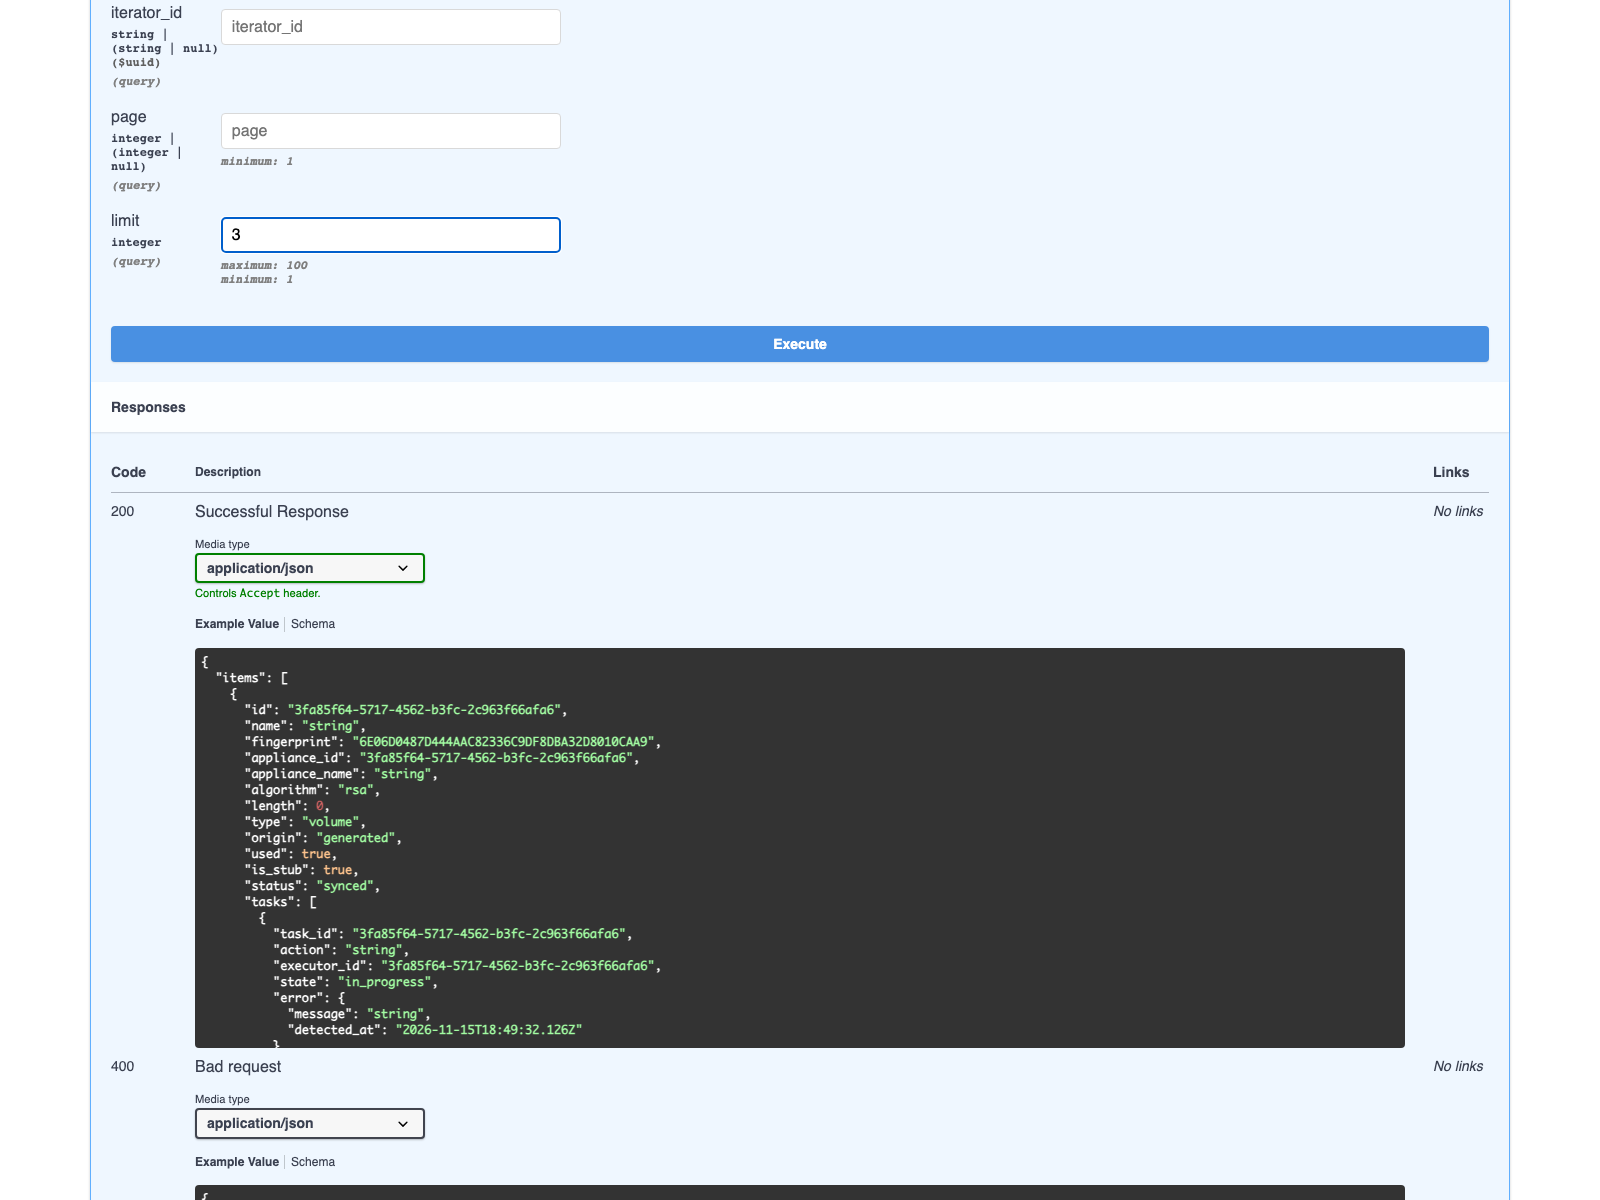 iterator_id
string |
(string | null)
($uuid)
(query)
iterator_id
page
integer |
(integer |
null)
(query)
page
minimum: 1
limit
integer
(query)
3
maximum: 100
minimum: 1
Execute
Responses
Code Description Links
200 Successful Response No links
Media type
application/json
Controls Accept header.
Example Value Schema
{
"items": [
{
"id": "3fa85f64-5717-4562-b3fc-2c963f66afa6",
"name": "string",
"fingerprint": "6E06D0487D444AAC82336C9DF8DBA32D8010CAA9",
"appliance_id": "3fa85f64-5717-4562-b3fc-2c963f66afa6",
"appliance_name": "string",
"algorithm": "rsa",
"length": 0,
"type": "volume",
"origin": "generated",
"used": true,
"is_stub": true,
"status": "synced",
"tasks": [
{
"task_id": "3fa85f64-5717-4562-b3fc-2c963f66afa6",
"action": "string",
"executor_id": "3fa85f64-5717-4562-b3fc-2c963f66afa6",
"state": "in_progress",
"error": {
"message": "string",
"detected_at": "2026-11-15T18:49:32.126Z"
}
400 Bad request No links
Media type
application/json
Example Value Schema
{